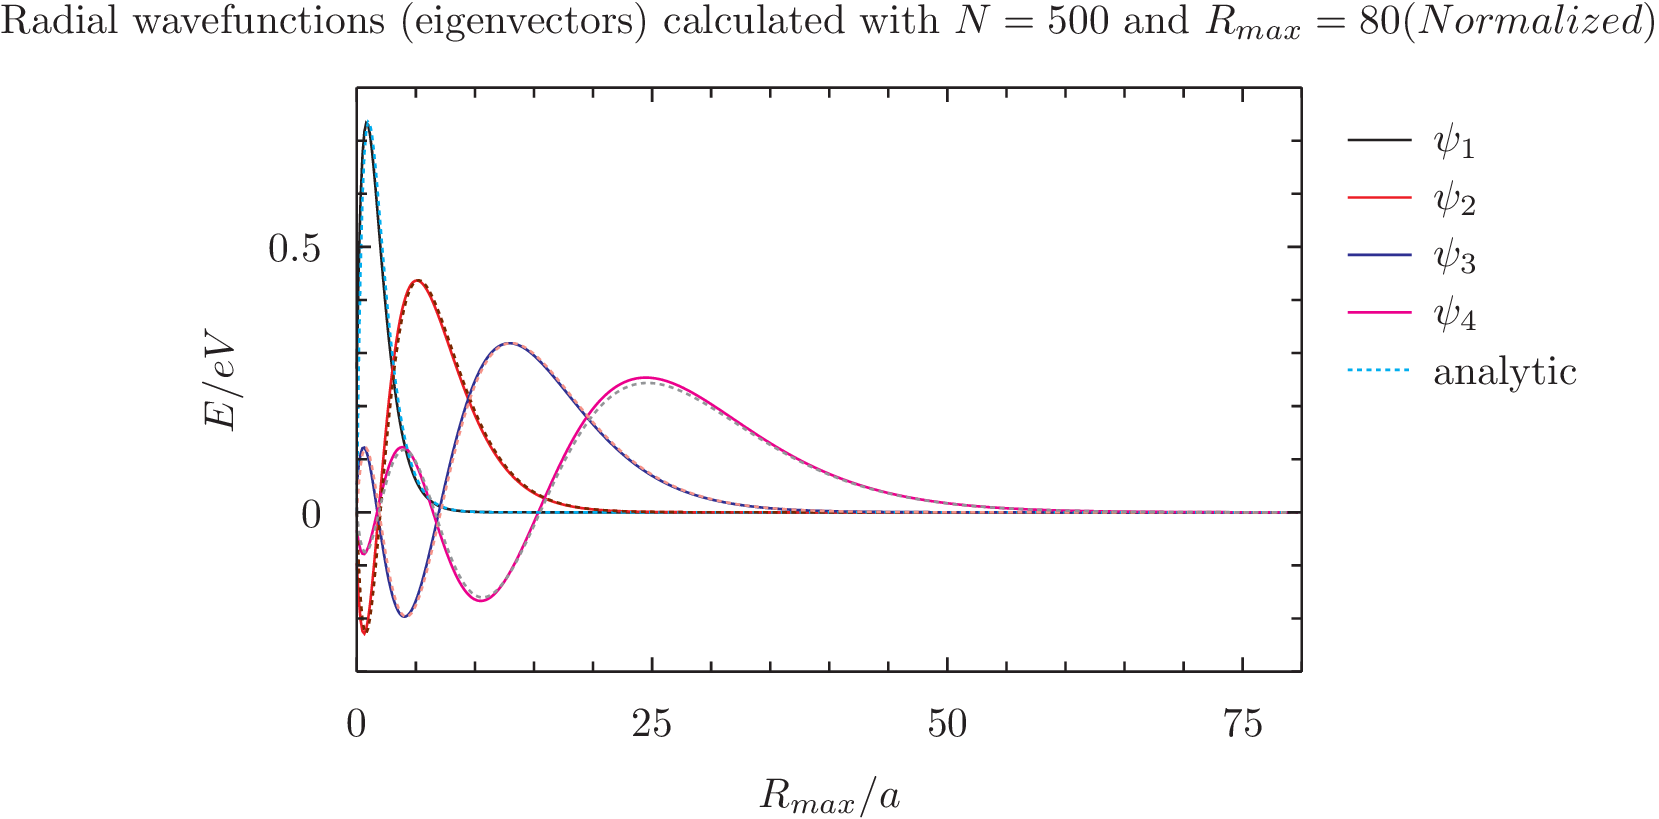 Radial wavefunctions (eigenvectors) calculated with N = 500 and R_max = 80(Normalized)
ψ₁
ψ₂
ψ₃
ψ₄
analytic
0.5
0
E/eV
0 25 50 75
R_max/a